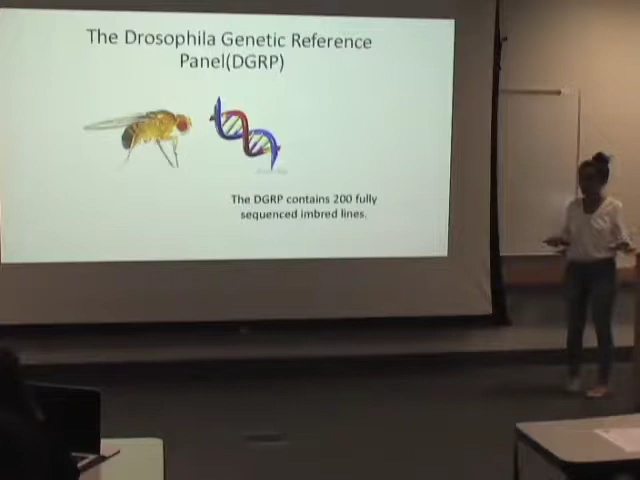 The Drosophila Genetic Reference
Panel(DGRP)
The DGRP contains 200 fully
sequenced imbred lines.